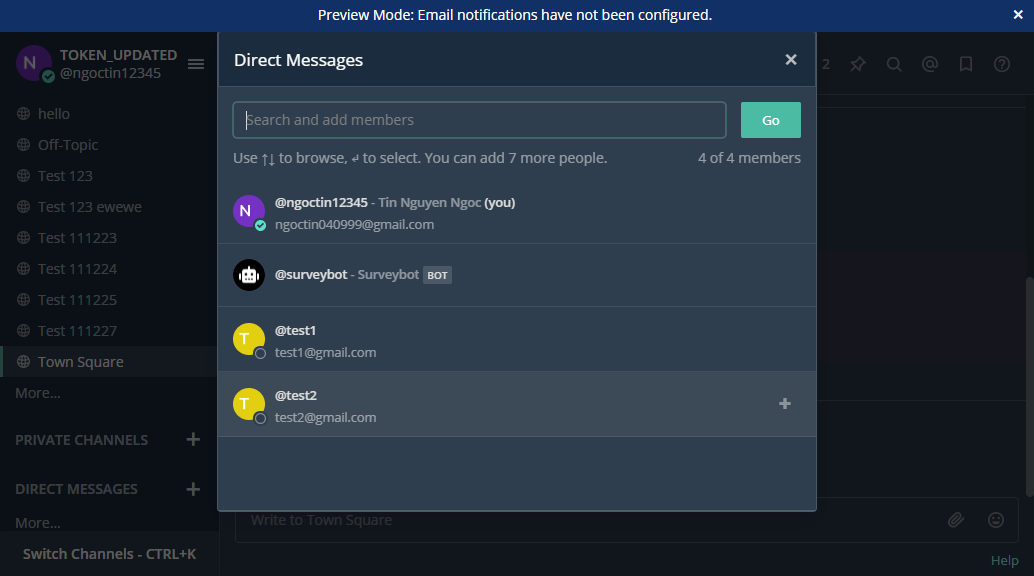 Preview Mode: Email notifications have not been configured.
N
TOKEN_UPDATED
@ngoctin12345
hello
Off-Topic
Test 123
Test 123 ewewe
Test 111223
Test 111224
Test 111225
Test 111227
Town Square
More...
PRIVATE CHANNELS
DIRECT MESSAGES
More...
Switch Channels - CTRL+K
2
Direct Messages
Search and add members
Go
Use ↑↓ to browse, ↵ to select. You can add 7 more people.
4 of 4 members
N
@ngoctin12345 - Tin Nguyen Ngoc (you)
ngoctin040999@gmail.com
@surveybot - Surveybot BOT
T
@test1
test1@gmail.com
T
@test2
test2@gmail.com
Write to Town Square
Help